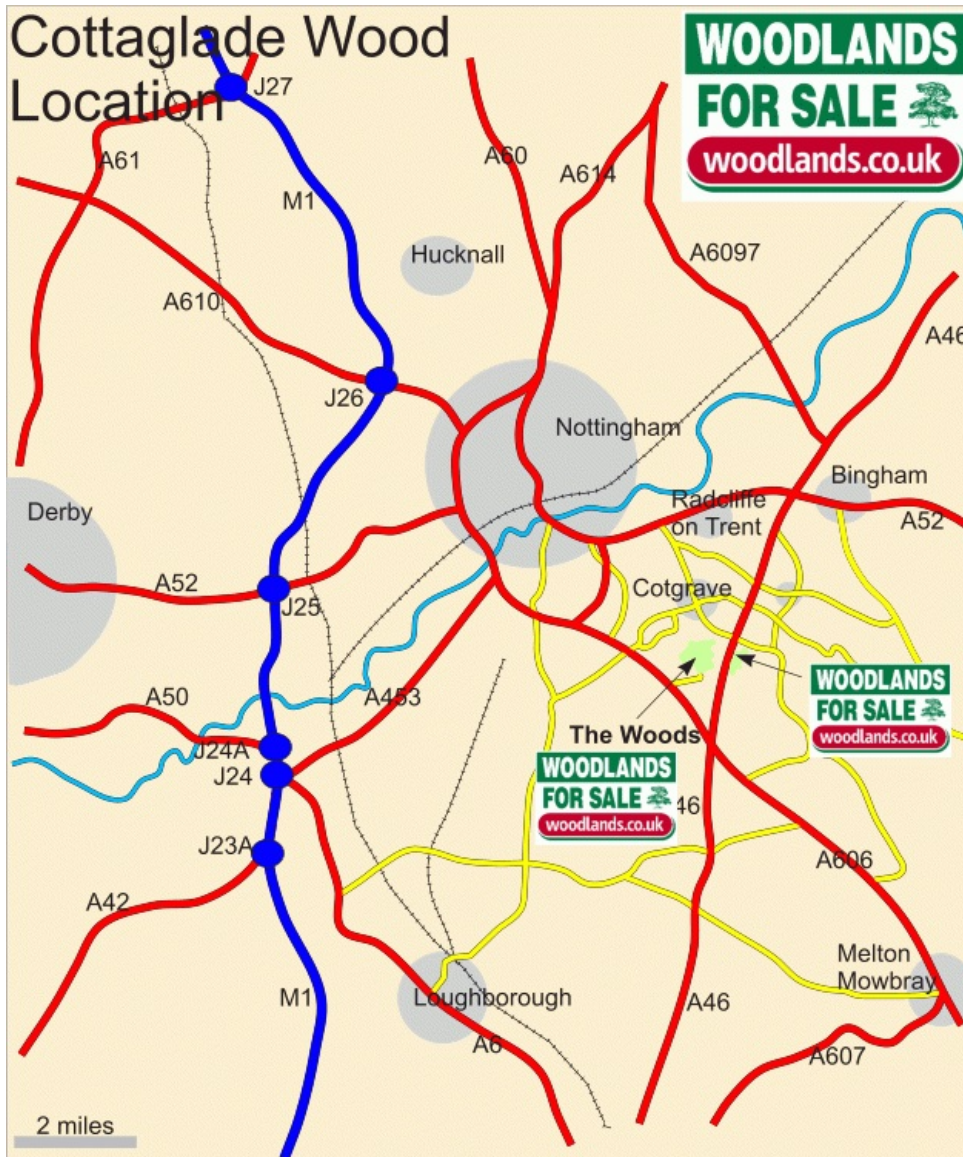 Cottaglade Wood
Location
WOODLANDS
FOR SALE
woodlands.co.uk
J27
A61
A60
A614
M1
Hucknall
A6097
A610
A46
J26
Nottingham
Bingham
Derby
Radcliffe
on Trent
A52
A52
Cotgrave
J25
A50
A453
WOODLANDS
FOR SALE
woodlands.co.uk
The Woods
J24A
J24
WOODLANDS
FOR SALE
woodlands.co.uk
46
J23A
A606
A42
Melton
Mowbray
M1
Loughborough
A46
A6
A607
2 miles